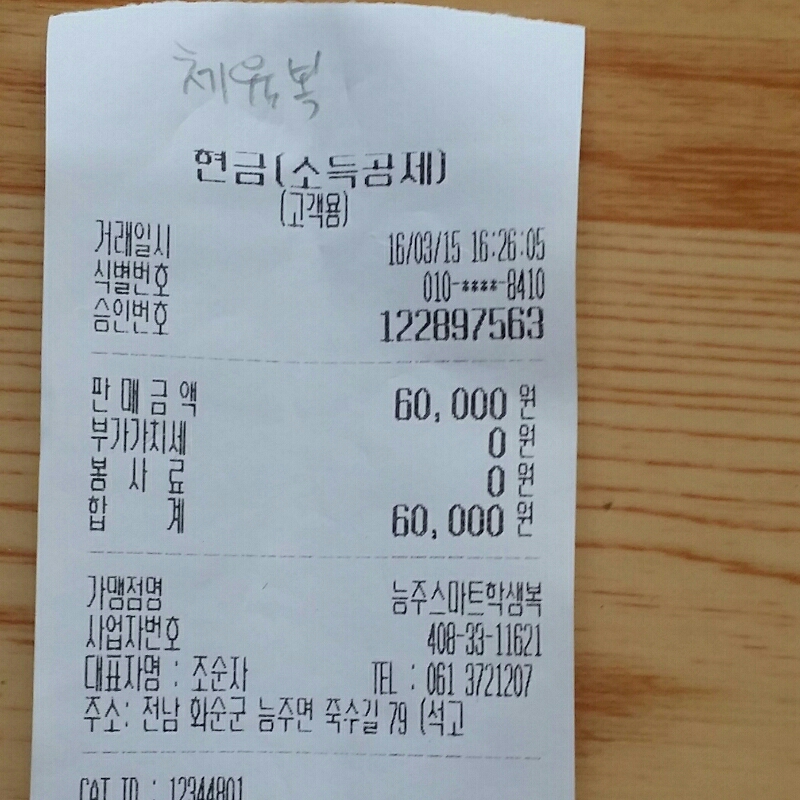 체육복
현금(소득공제)
(고객용)
거래일시 16/03/15 16:26:05
식별번호 010-****-8410
승인번호 122897563
판매금액 60,000 원
부가가치세 0 원
봉 사 료 0 원
합 계 60,000 원
가맹점명 능주스마트학생복
사업자번호 408-33-11621
대표자명 : 조순자 TEL : 061 3721207
주소: 전남 화순군 능주면 죽수길 79 (석고
CAT ID : 12344801